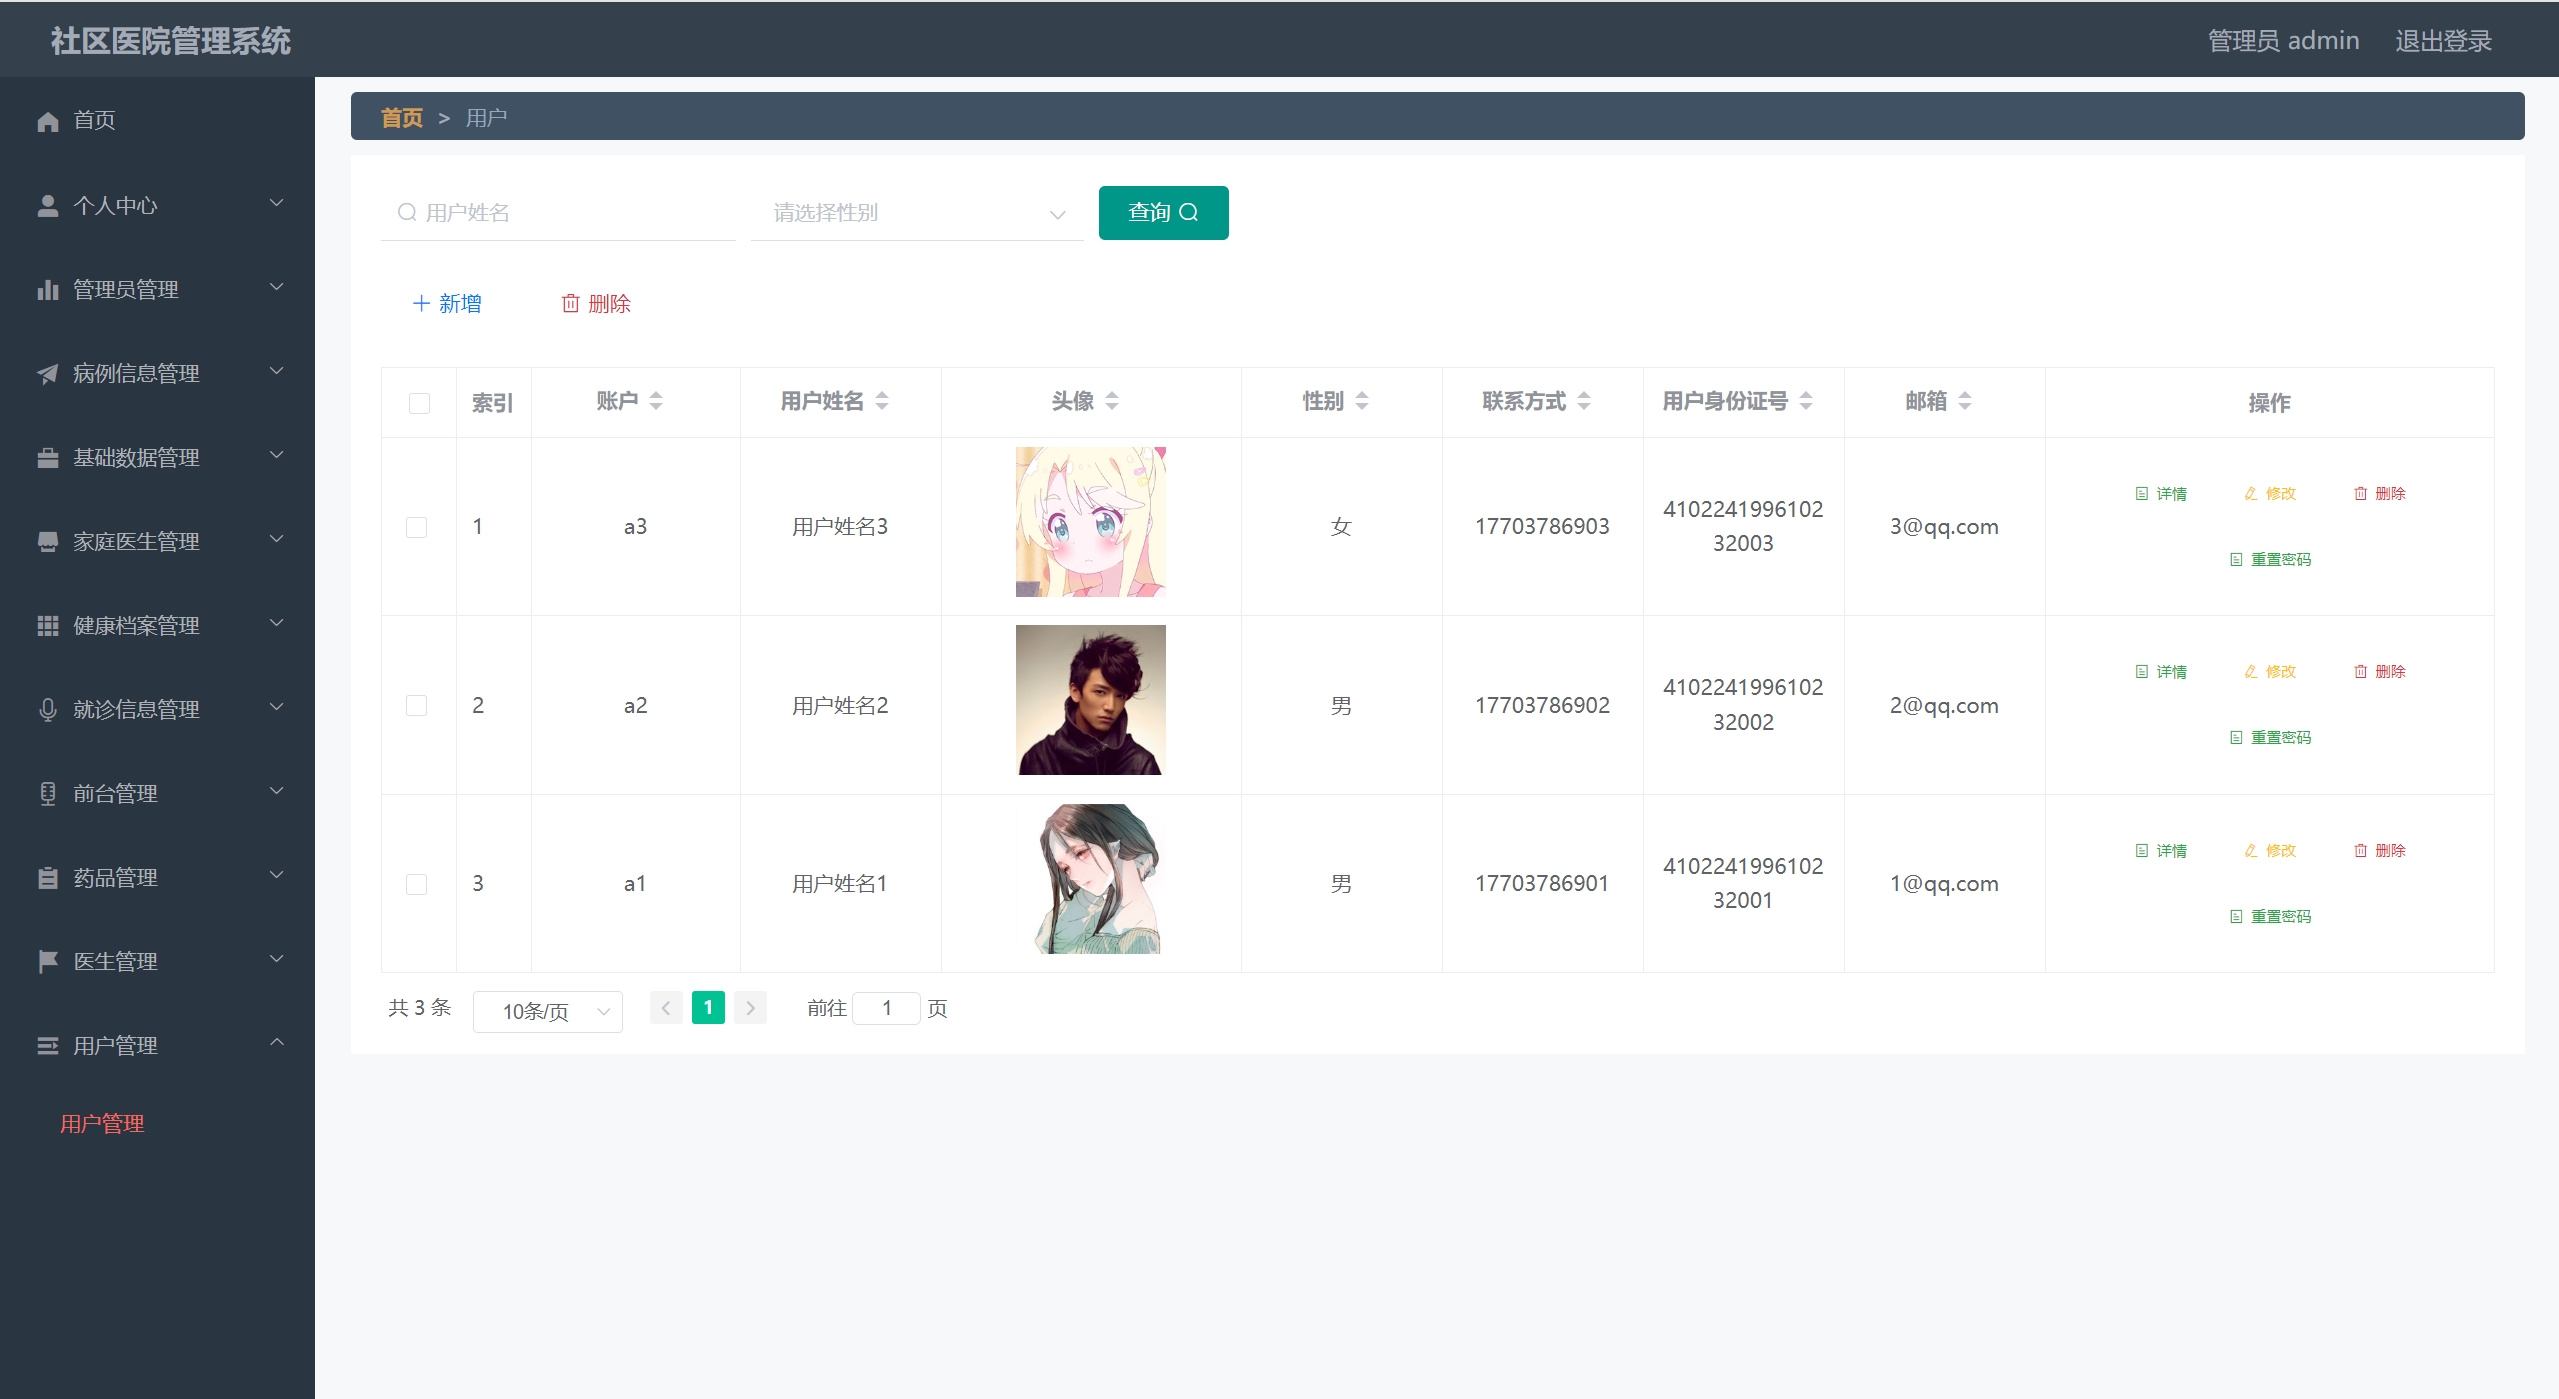 社区医院管理系统
管理员 admin 退出登录
首页
个人中心
管理员管理
病例信息管理
基础数据管理
家庭医生管理
健康档案管理
就诊信息管理
前台管理
药品管理
医生管理
用户管理
用户管理
首页 > 用户
用户姓名 请选择性别 查询
新增 删除
索引 账户 用户姓名 头像 性别 联系方式 用户身份证号 邮箱 操作
1 a3 用户姓名3 女 17703786903 4102241996102 3@qq.com 详情 修改 删除
32003 重置密码
2 a2 用户姓名2 男 17703786902 4102241996102 2@qq.com 详情 修改 删除
32002 重置密码
3 a1 用户姓名1 男 17703786901 4102241996102 1@qq.com 详情 修改 删除
32001 重置密码
共 3 条 10条/页 1 前往 1 页